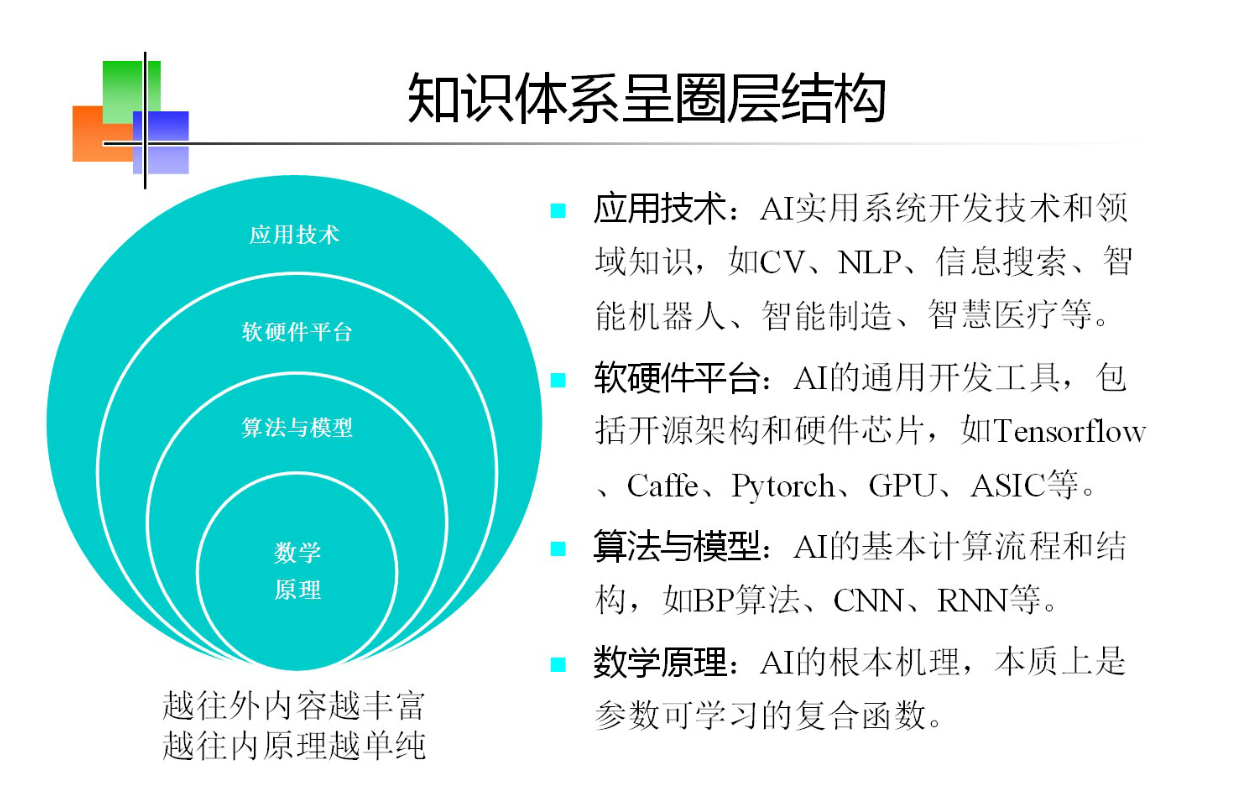 知识体系呈圈层结构
应用技术
软硬件平台
算法与模型
数学
原理
越往外内容越丰富
越往内原理越单纯
应用技术：AI实用系统开发技术和领
域知识，如CV、NLP、信息搜索、智
能机器人、智能制造、智慧医疗等。
软硬件平台：AI的通用开发工具，包
括开源架构和硬件芯片，如Tensorflow
、Caffe、Pytorch、GPU、ASIC等。
算法与模型：AI的基本计算流程和结
构，如BP算法、CNN、RNN等。
数学原理：AI的根本机理，本质上是
参数可学习的复合函数。